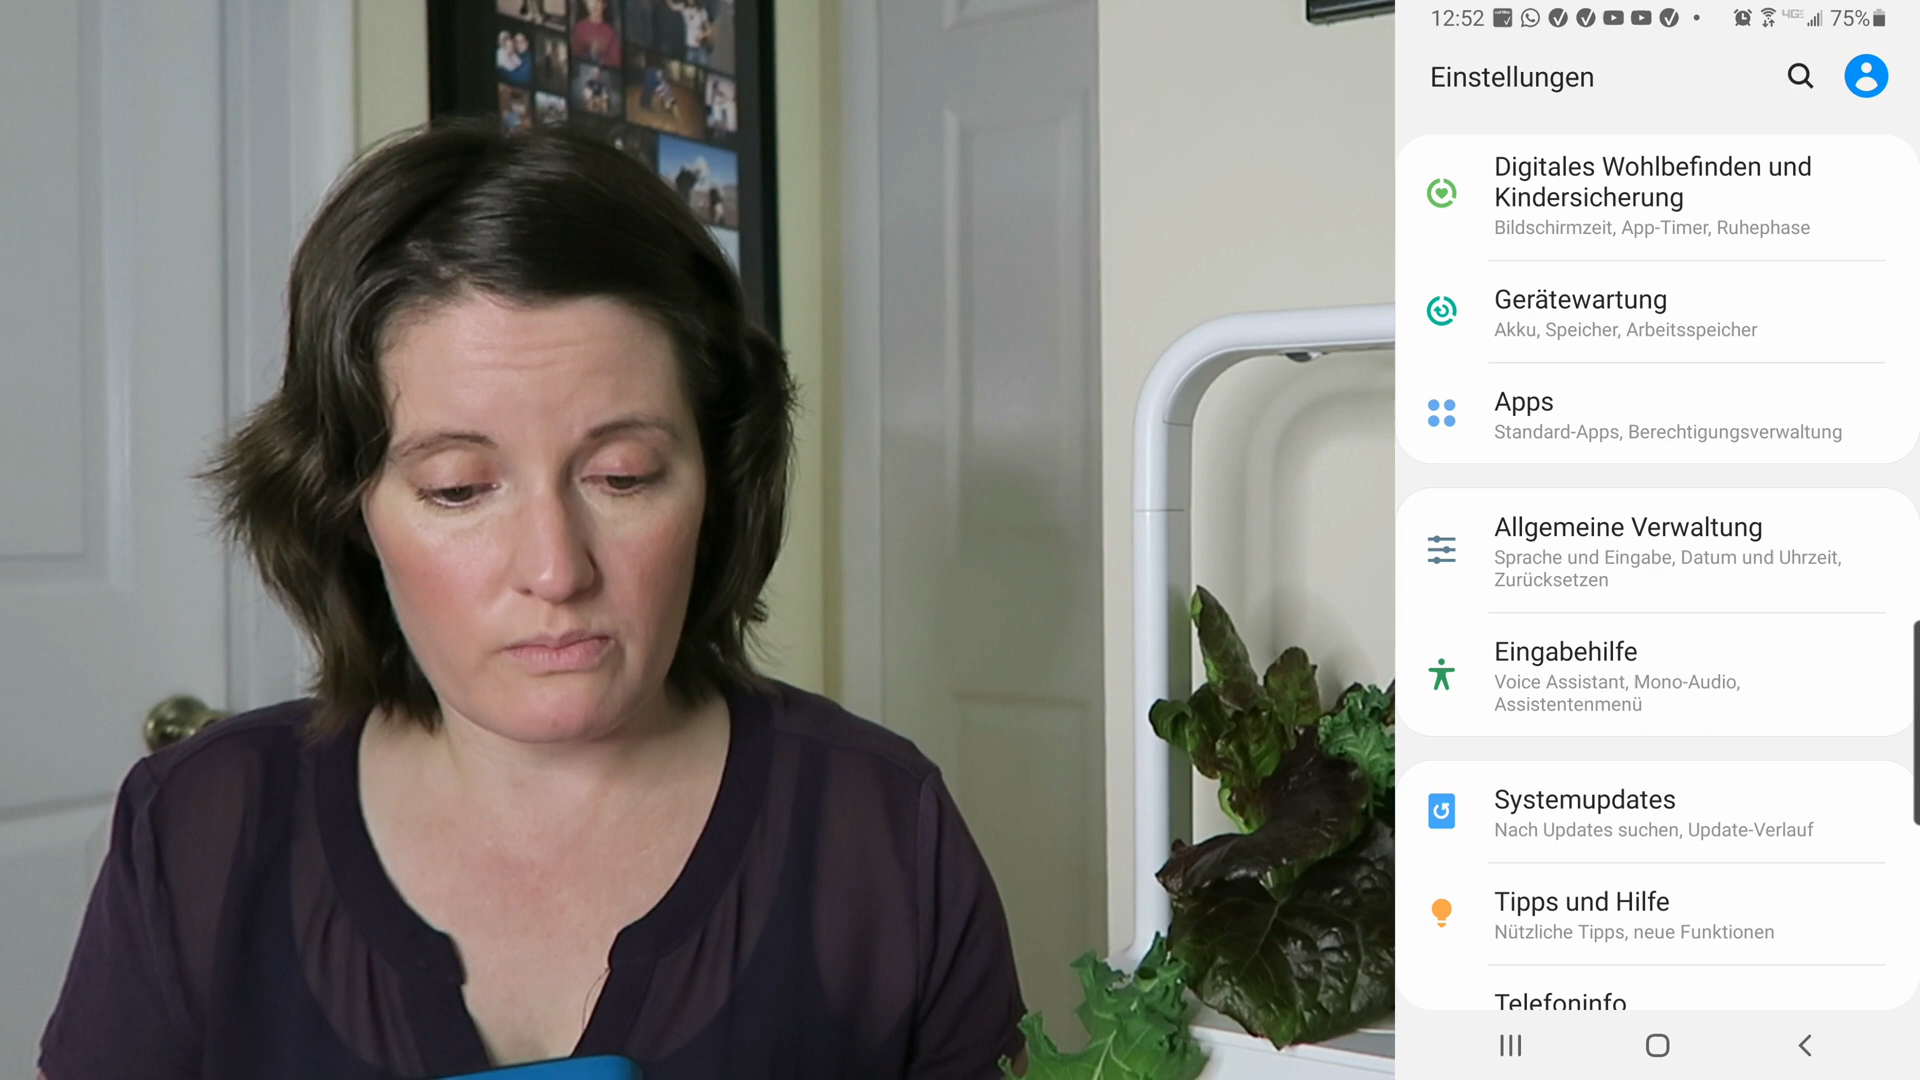 12:52
4GE
75%
Einstellungen
Digitales Wohlbefinden und
Kindersicherung
Bildschirmzeit, App-Timer, Ruhephase
Gerätewartung
Akku, Speicher, Arbeitsspeicher
Apps
Standard-Apps, Berechtigungsverwaltung
Allgemeine Verwaltung
Sprache und Eingabe, Datum und Uhrzeit,
Zurücksetzen
Eingabehilfe
Voice Assistant, Mono-Audio,
Assistentenmenü
Systemupdates
Nach Updates suchen, Update-Verlauf
Tipps und Hilfe
Nützliche Tipps, neue Funktionen
Telefoninfo